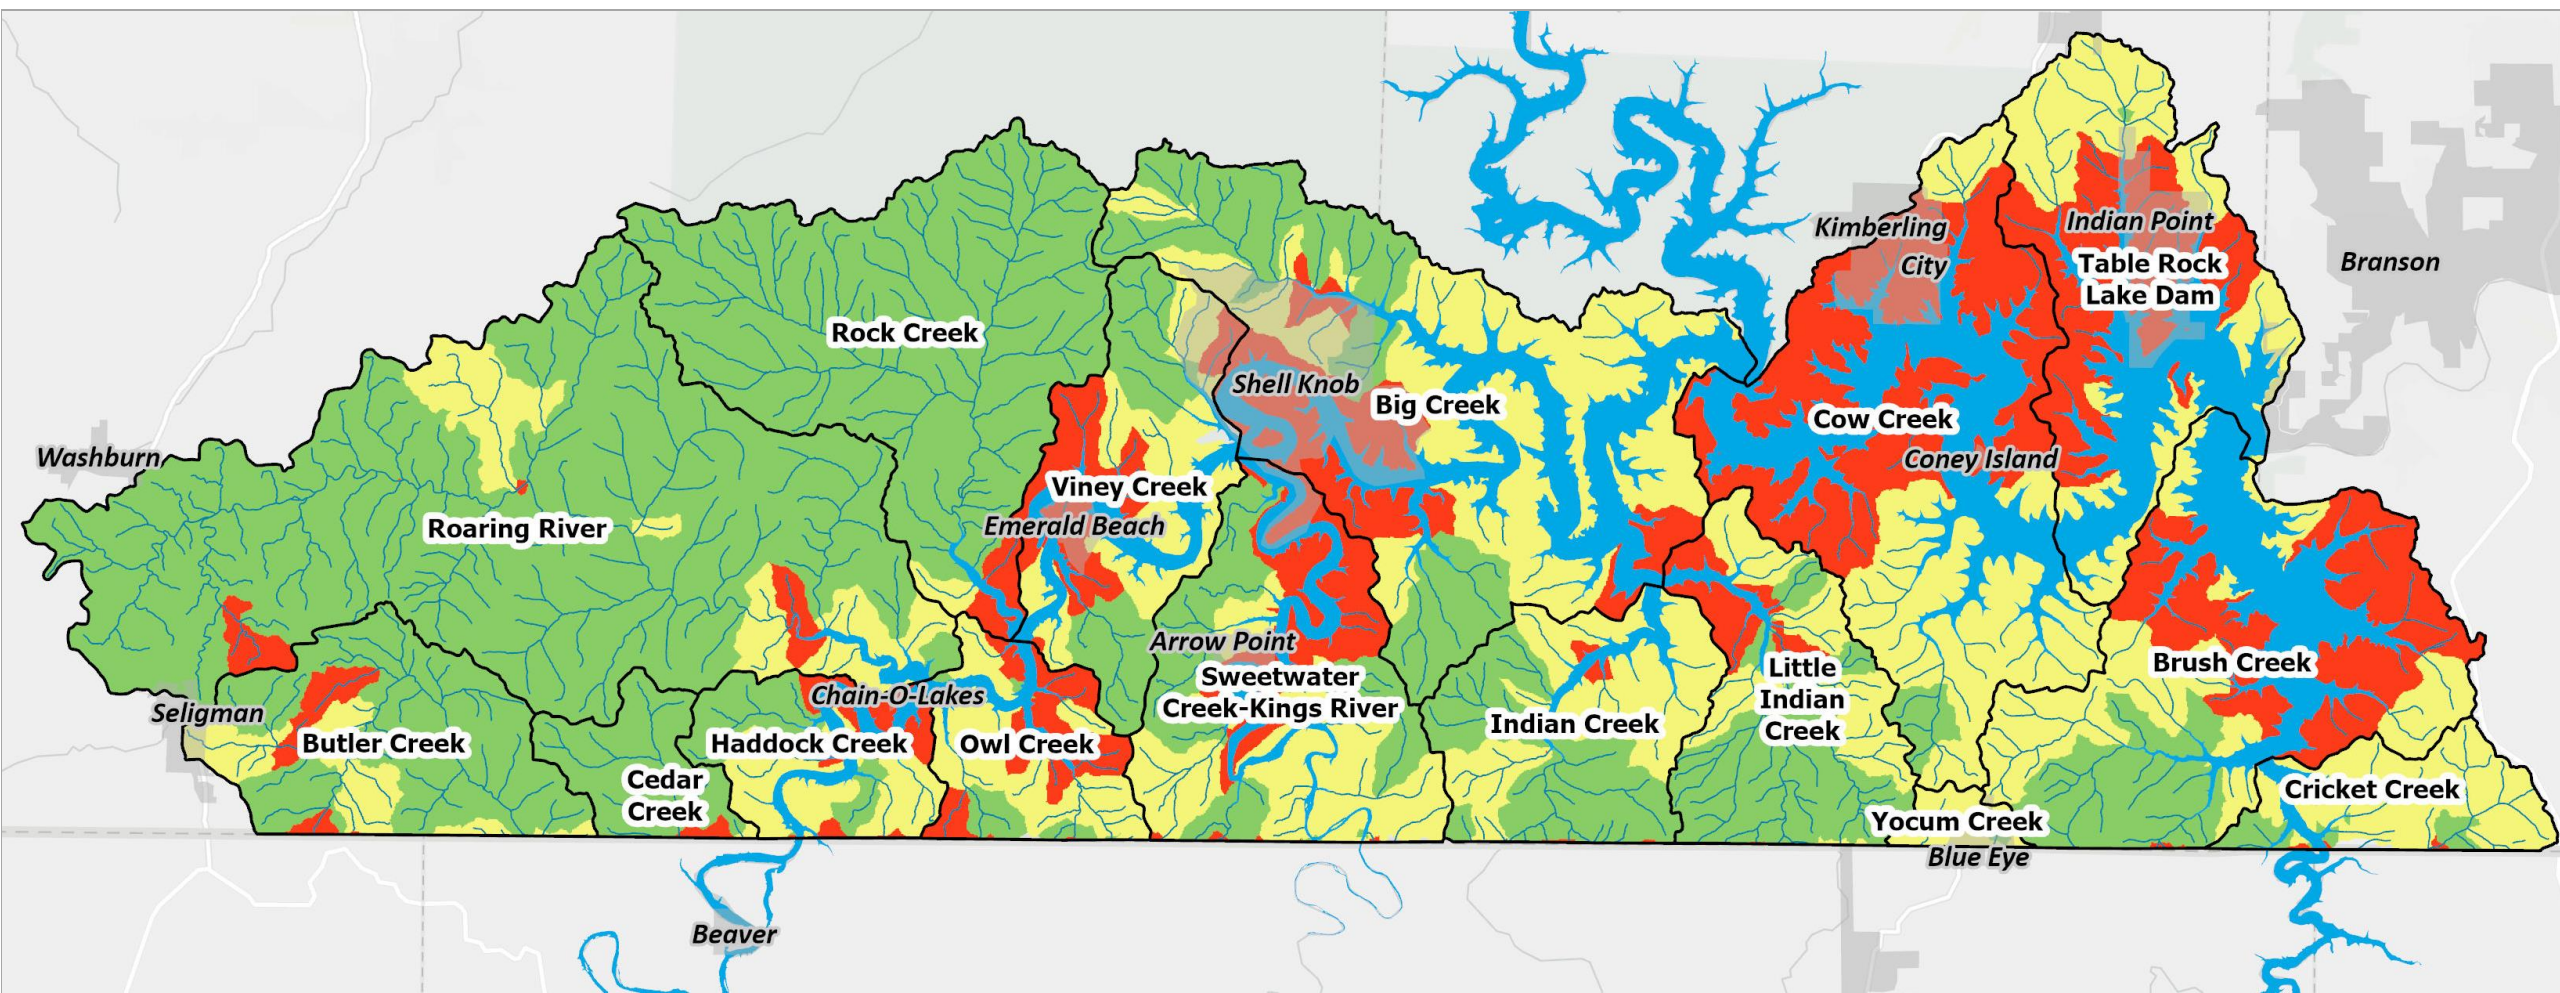 Kimberling
City
Indian Point
Table Rock
Lake Dam
Branson
Rock Creek
Shell Knob
Big Creek
Cow Creek
Coney Island
Washburn
Viney Creek
Emerald Beach
Roaring River
Arrow Point
Sweetwater
Creek-Kings River
Little
Indian
Creek
Brush Creek
Chain-O-Lakes
Seligman
Butler Creek
Haddock Creek
Owl Creek
Indian Creek
Cedar
Creek
Cricket Creek
Yocum Creek
Blue Eye
Beaver